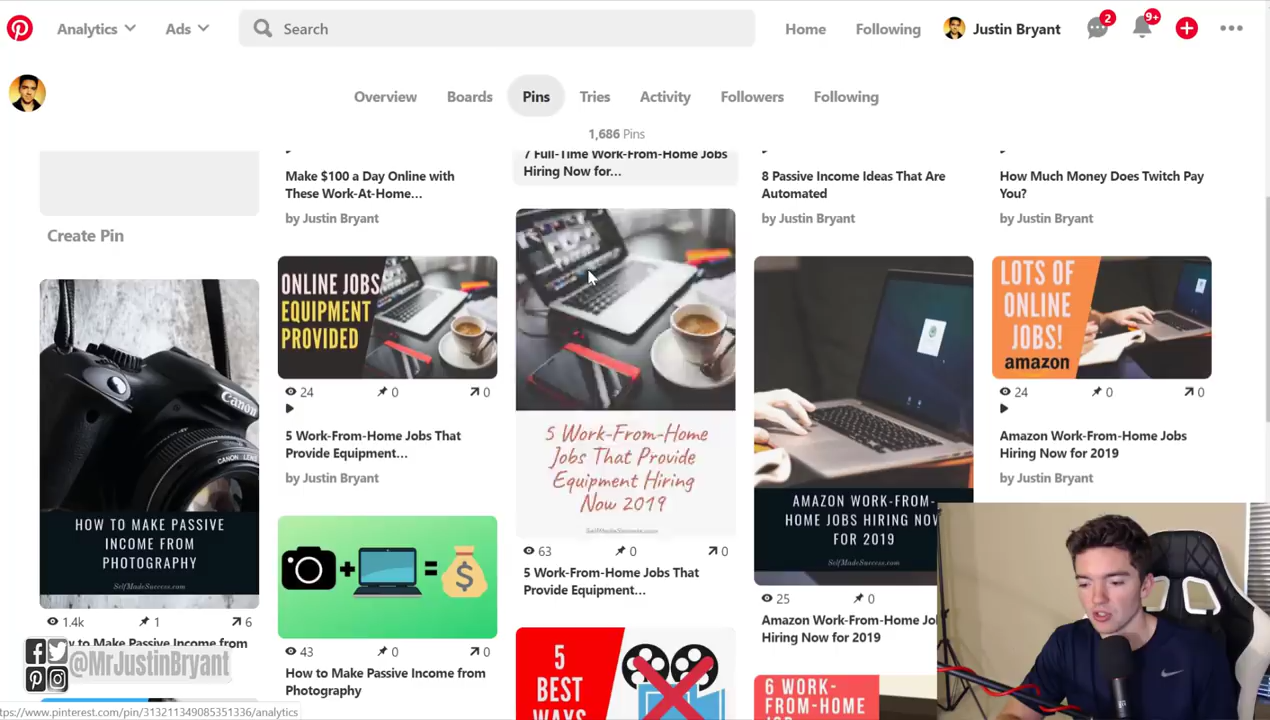 Analytics
Ads
Search
Home
Following
Justin Bryant
2
9+
Overview
Boards
Pins
Tries
Activity
Followers
Following
1,686 Pins
Create Pin
Make $100 a Day Online with
These Work-At-Home...
by Justin Bryant
7 Full-Time Work-From-Home Jobs
Hiring Now for...
8 Passive Income Ideas That Are
Automated
by Justin Bryant
How Much Money Does Twitch Pay
You?
by Justin Bryant
Canon
HOW TO MAKE PASSIVE
INCOME FROM
PHOTOGRAPHY
SelfMadeSuccess.com
1.4k
1
6
How to Make Passive Income from
ONLINE JOBS
EQUIPMENT
PROVIDED
24
0
0
5 Work-From-Home Jobs That
Provide Equipment...
by Justin Bryant
$
43
0
0
How to Make Passive Income from
Photography
5 Work-From-Home
Jobs That Provide
Equipment Hiring
Now 2019
SelfMadeSuccess.com
63
0
0
5 Work-From-Home Jobs That
Provide Equipment...
5
BEST
WAYS
AMAZON WORK-FROM-
HOME JOBS HIRING NOW
FOR 2019
SelfMadeSuccess.com
25
0
Amazon Work-From-Home Jo
Hiring Now for 2019
6 WORK-
FROM-HOME
LOTS OF
ONLINE
JOBS!
amazon
24
0
0
Amazon Work-From-Home Jobs
Hiring Now for 2019
by Justin Bryant
@MrJustinBryant
ttps://www.pinterest.com/pin/313211349085351336/analytics